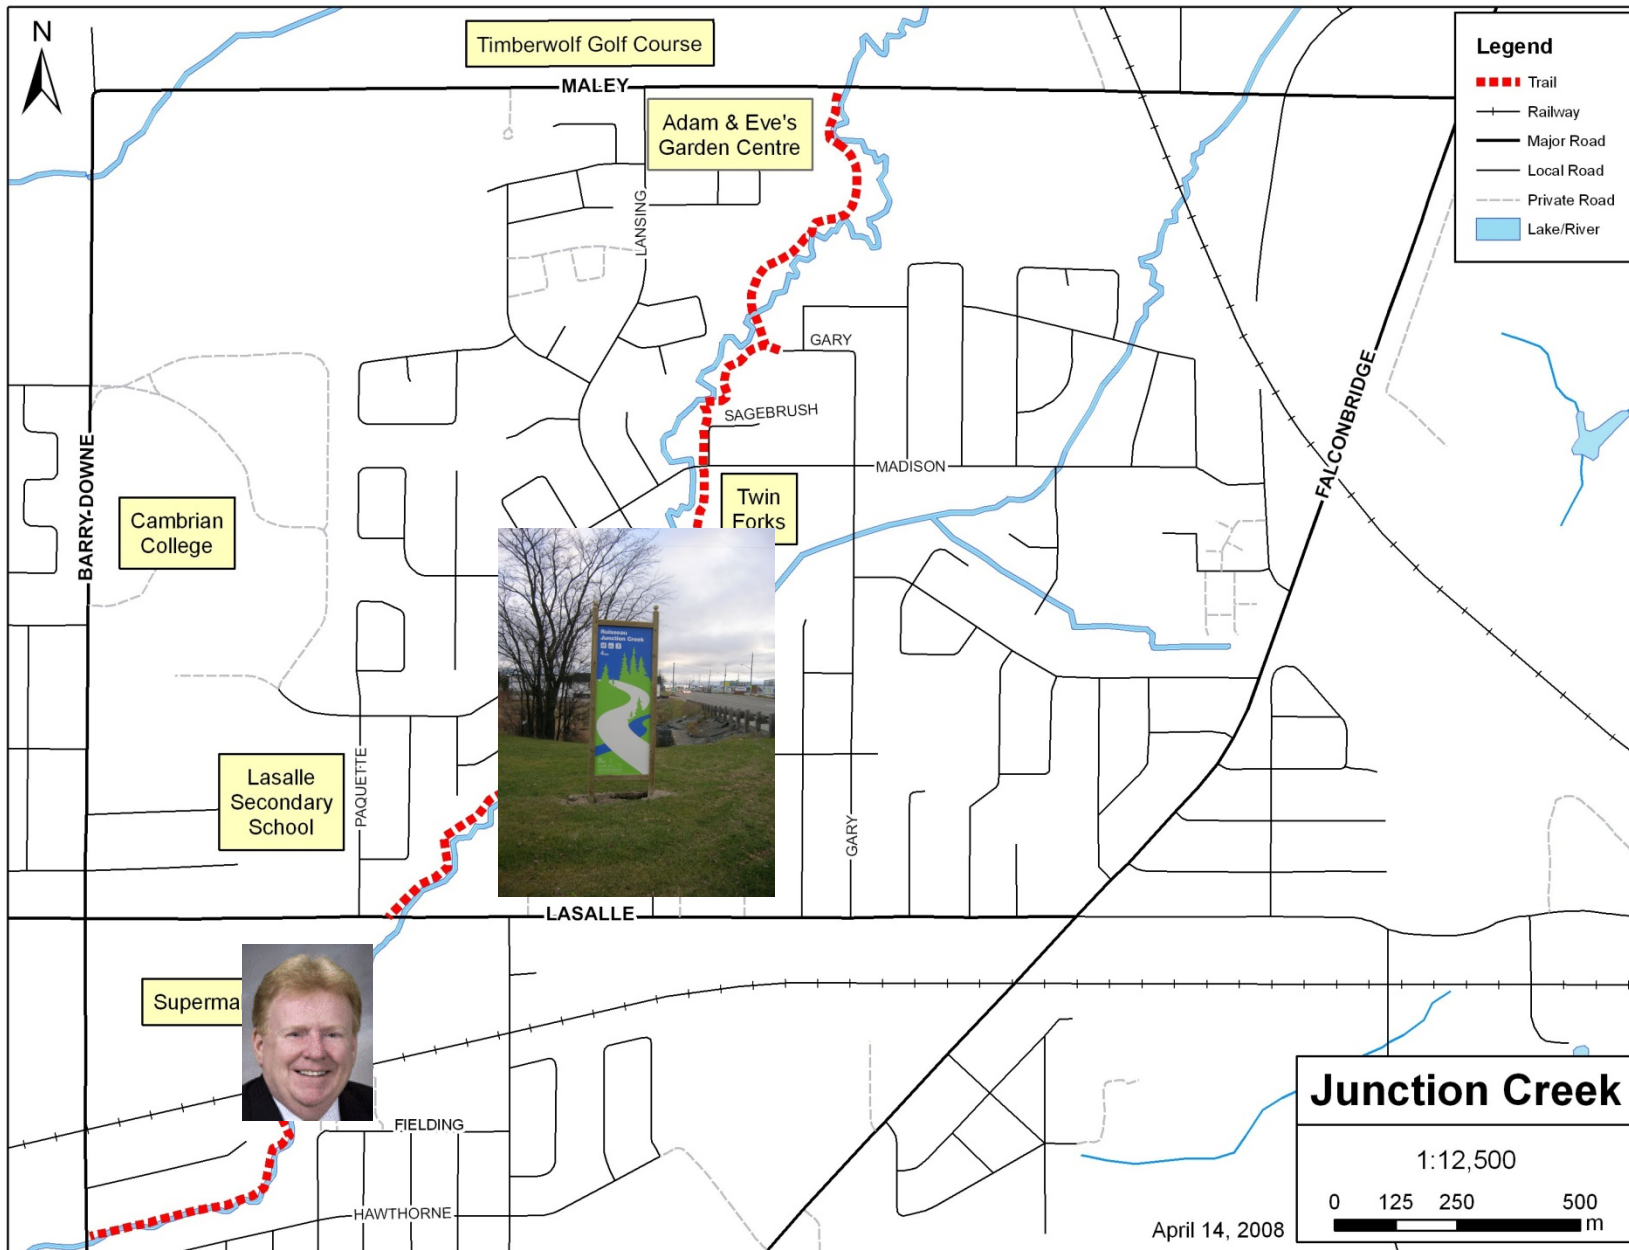 N
Timberwolf Golf Course
MALEY
Adam & Eve's
Garden Centre
Legend
Trail
Railway
Major Road
Local Road
Private Road
Lake/River
LANSING
GARY
SAGEBRUSH
MADISON
FALCONBRIDGE
BARRY-DOWNE
Cambrian
College
Twin
Forks
Ruisseau
Junction Creek
Lasalle
Secondary
School
PAQUETTE
GARY
LASALLE
Superma
FIELDING
HAWTHORNE
Junction Creek
1:12,500
0 125 250 500
m
April 14, 2008